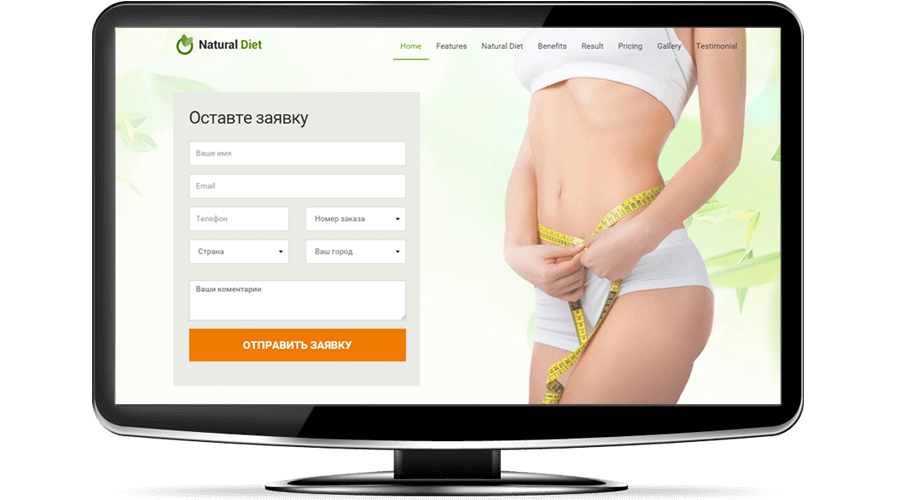 Natural Diet
Home Features Natural Diet Benefits Result Pricing Gallery Testimonial
Оставте заявку
Ваше имя
Email
Телефон Номер заказа
Страна Ваш город
Ваши коментарии
ОТПРАВИТЬ ЗАЯВКУ